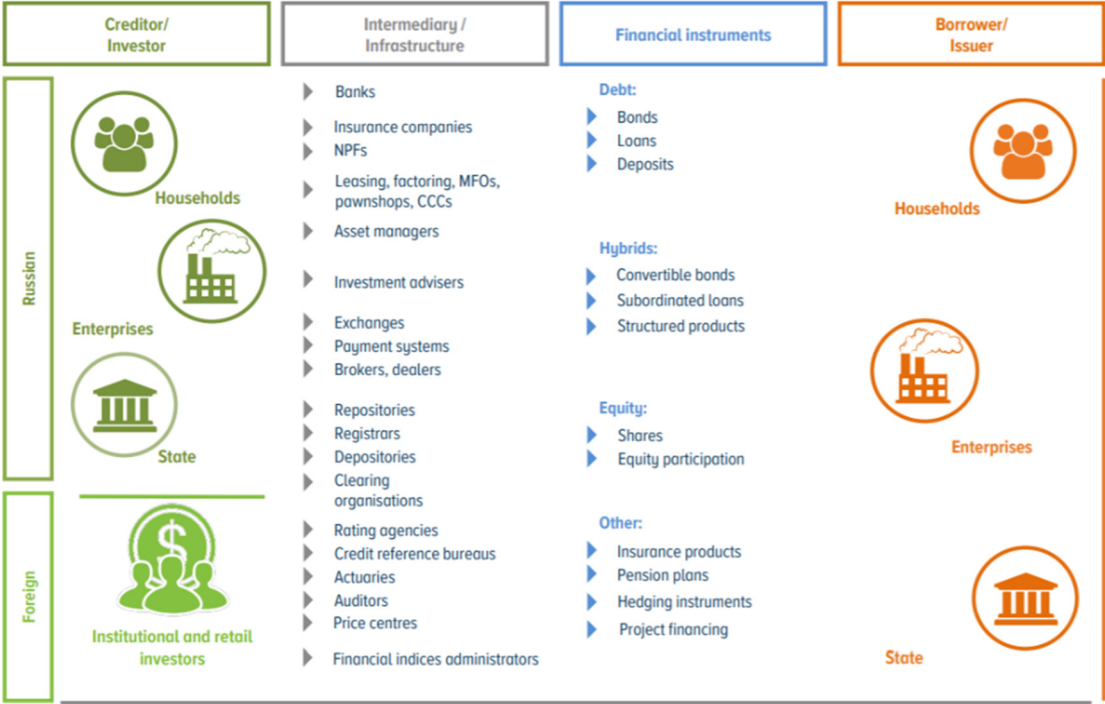 Creditor/
Investor
Intermediary /
Infrastructure
Financial instruments
Borrower/
Issuer
Russian
Households
Enterprises
State
Foreign
Institutional and retail
investors
Banks
Insurance companies
NPFs
Leasing, factoring, MFOs,
pawnshops, CCCs
Asset managers
Investment advisers
Exchanges
Payment systems
Brokers, dealers
Repositories
Registrars
Depositories
Clearing
organisations
Rating agencies
Credit reference bureaus
Actuaries
Auditors
Price centres
Financial indices administrators
Debt:
Bonds
Loans
Deposits
Hybrids:
Convertible bonds
Subordinated loans
Structured products
Equity:
Shares
Equity participation
Other:
Insurance products
Pension plans
Hedging instruments
Project financing
Households
Enterprises
State